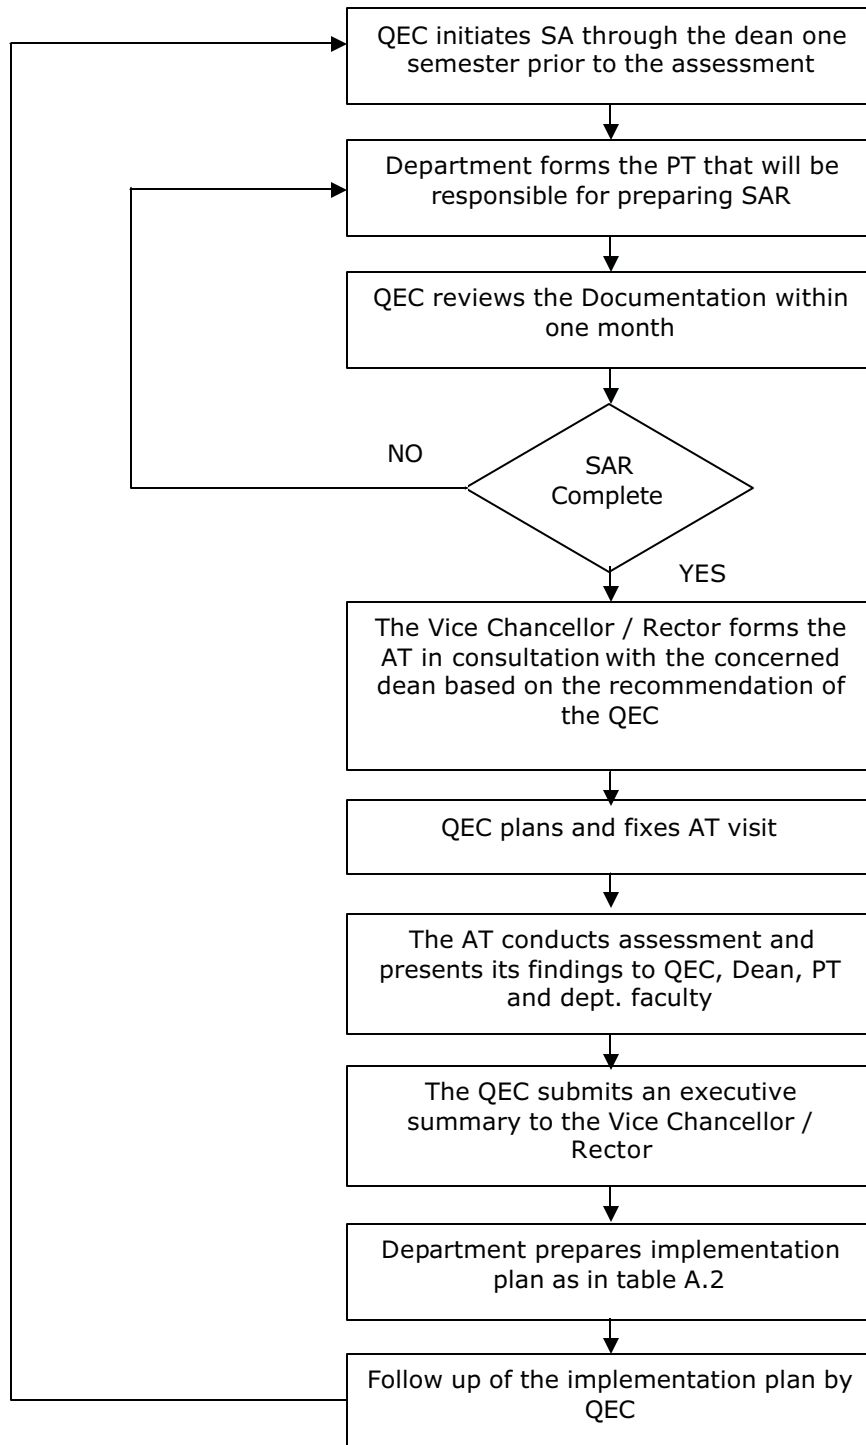 QEC initiates SA through the dean one
semester prior to the assessment
Department forms the PT that will be
responsible for preparing SAR
QEC reviews the Documentation within
one month
NO
SAR
Complete
YES
The Vice Chancellor / Rector forms the
AT in consultation with the concerned
dean based on the recommendation of
the QEC
QEC plans and fixes AT visit
The AT conducts assessment and
presents its findings to QEC, Dean, PT
and dept. faculty
The QEC submits an executive
summary to the Vice Chancellor /
Rector
Department prepares implementation
plan as in table A.2
Follow up of the implementation plan by
QEC